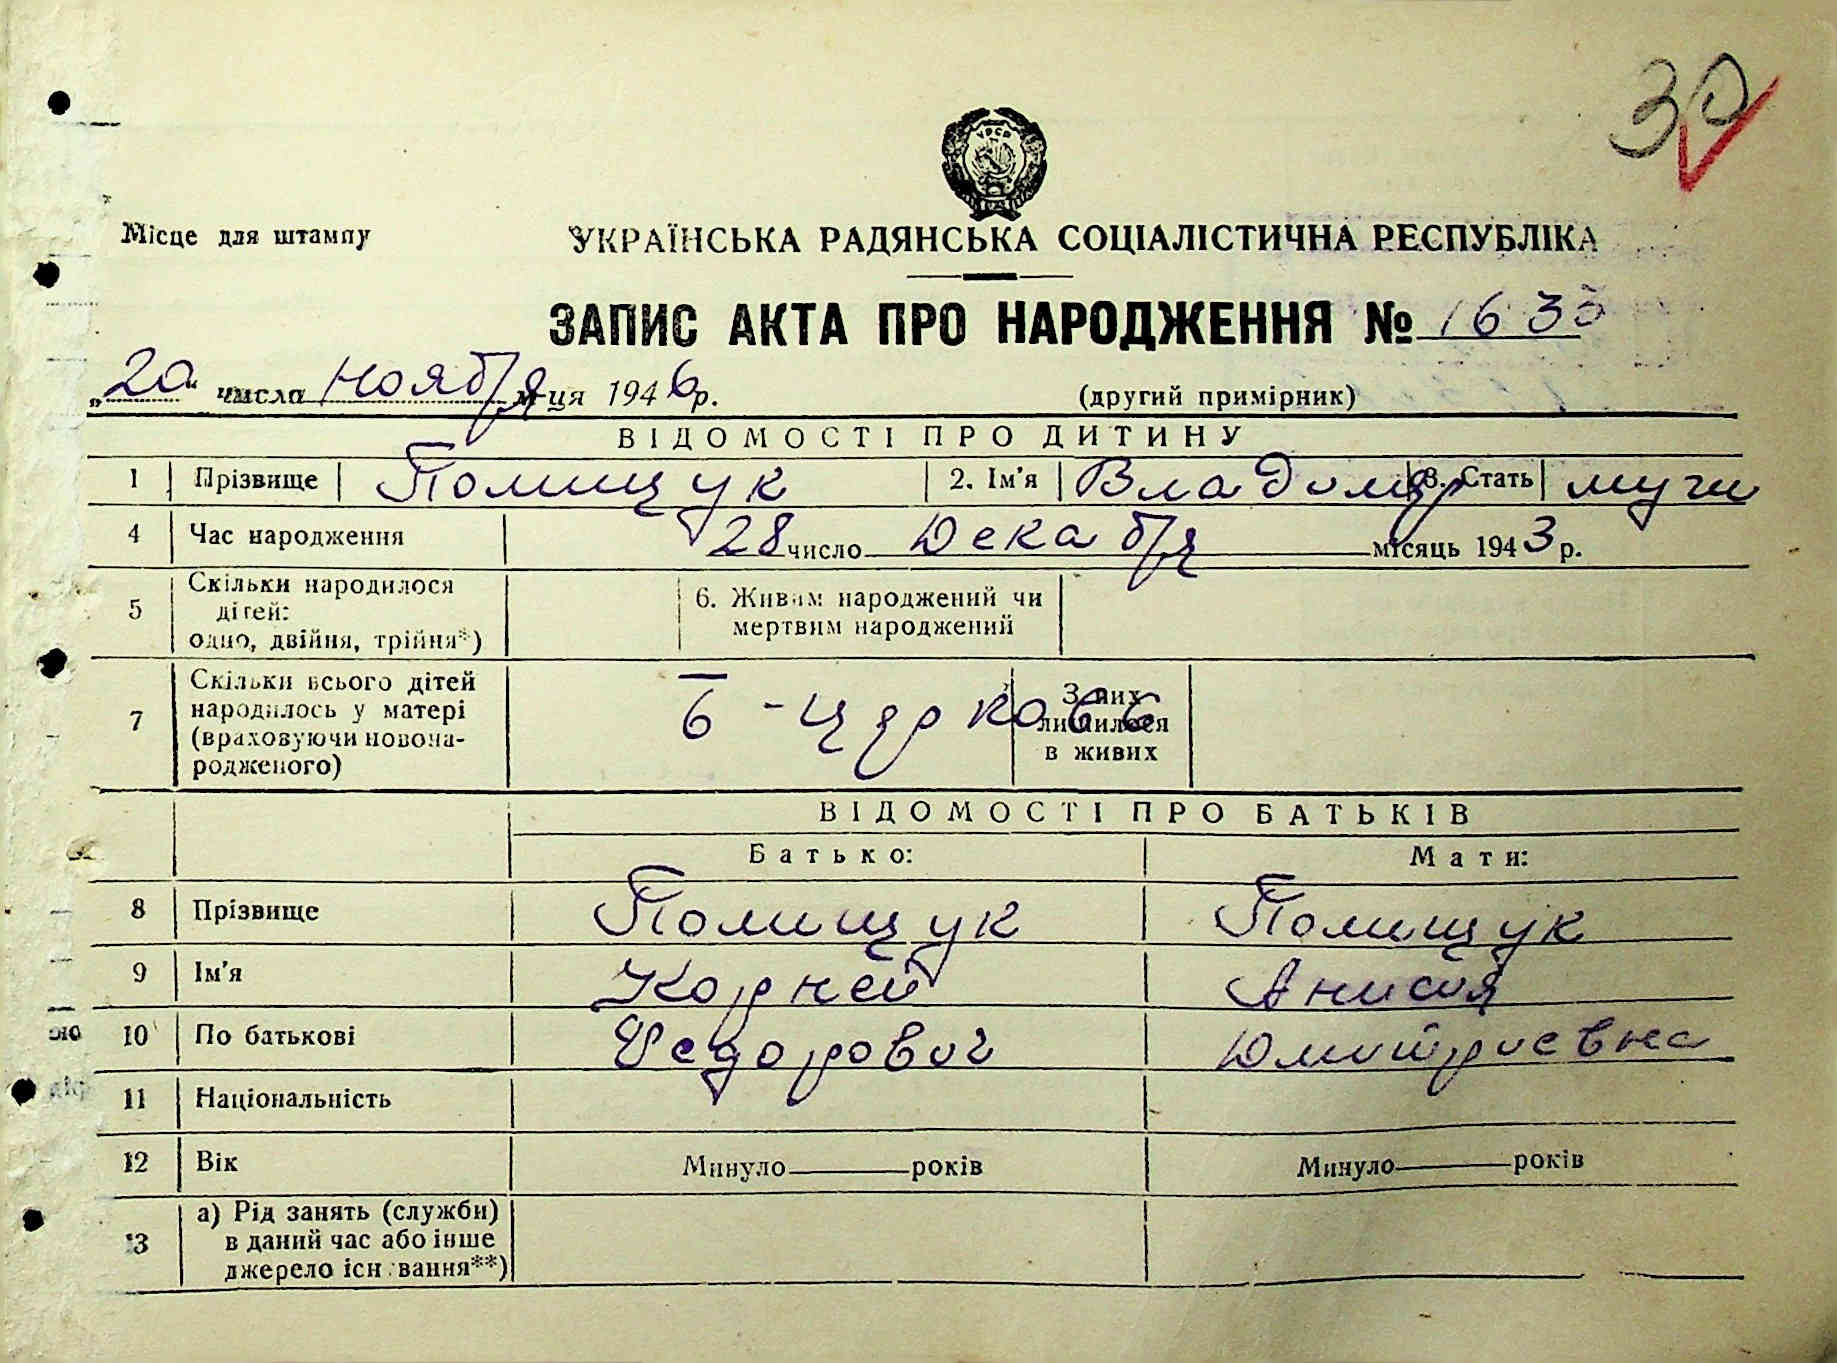 30
УРСР
Місце для штампу
УКРАЇНСЬКА РАДЯНСЬКА СОЦІАЛІСТИЧНА РЕСПУБЛІКА
ЗАПИС АКТА ПРО НАРОДЖЕННЯ № 1633
„20" числа ноября м-ця 1946 р. (другий примірник)
ВІДОМОСТІ ПРО ДИТИНУ
1 Прізвище Полищук 2. Ім'я Владимир 3. Стать муж
4 Час народження 28 число Декабря місяць 1943 р.
5 Скільки народилося дітей: одно, двійня, трійня*) 6. Живим народжений чи мертвим народжений
7 Скільки всього дітей народилось у матері (враховуючи новонародженого) Б-церковь З них лишилося в живих
ВІДОМОСТІ ПРО БАТЬКІВ
Батько: Мати:
8 Прізвище Полищук Полищук
9 Ім'я Корней Анисия
10 По батькові Федорович Дмитриевна
11 Національність
12 Вік Минуло років Минуло років
13 а) Рід занять (служби) в даний час або інше джерело існування**)